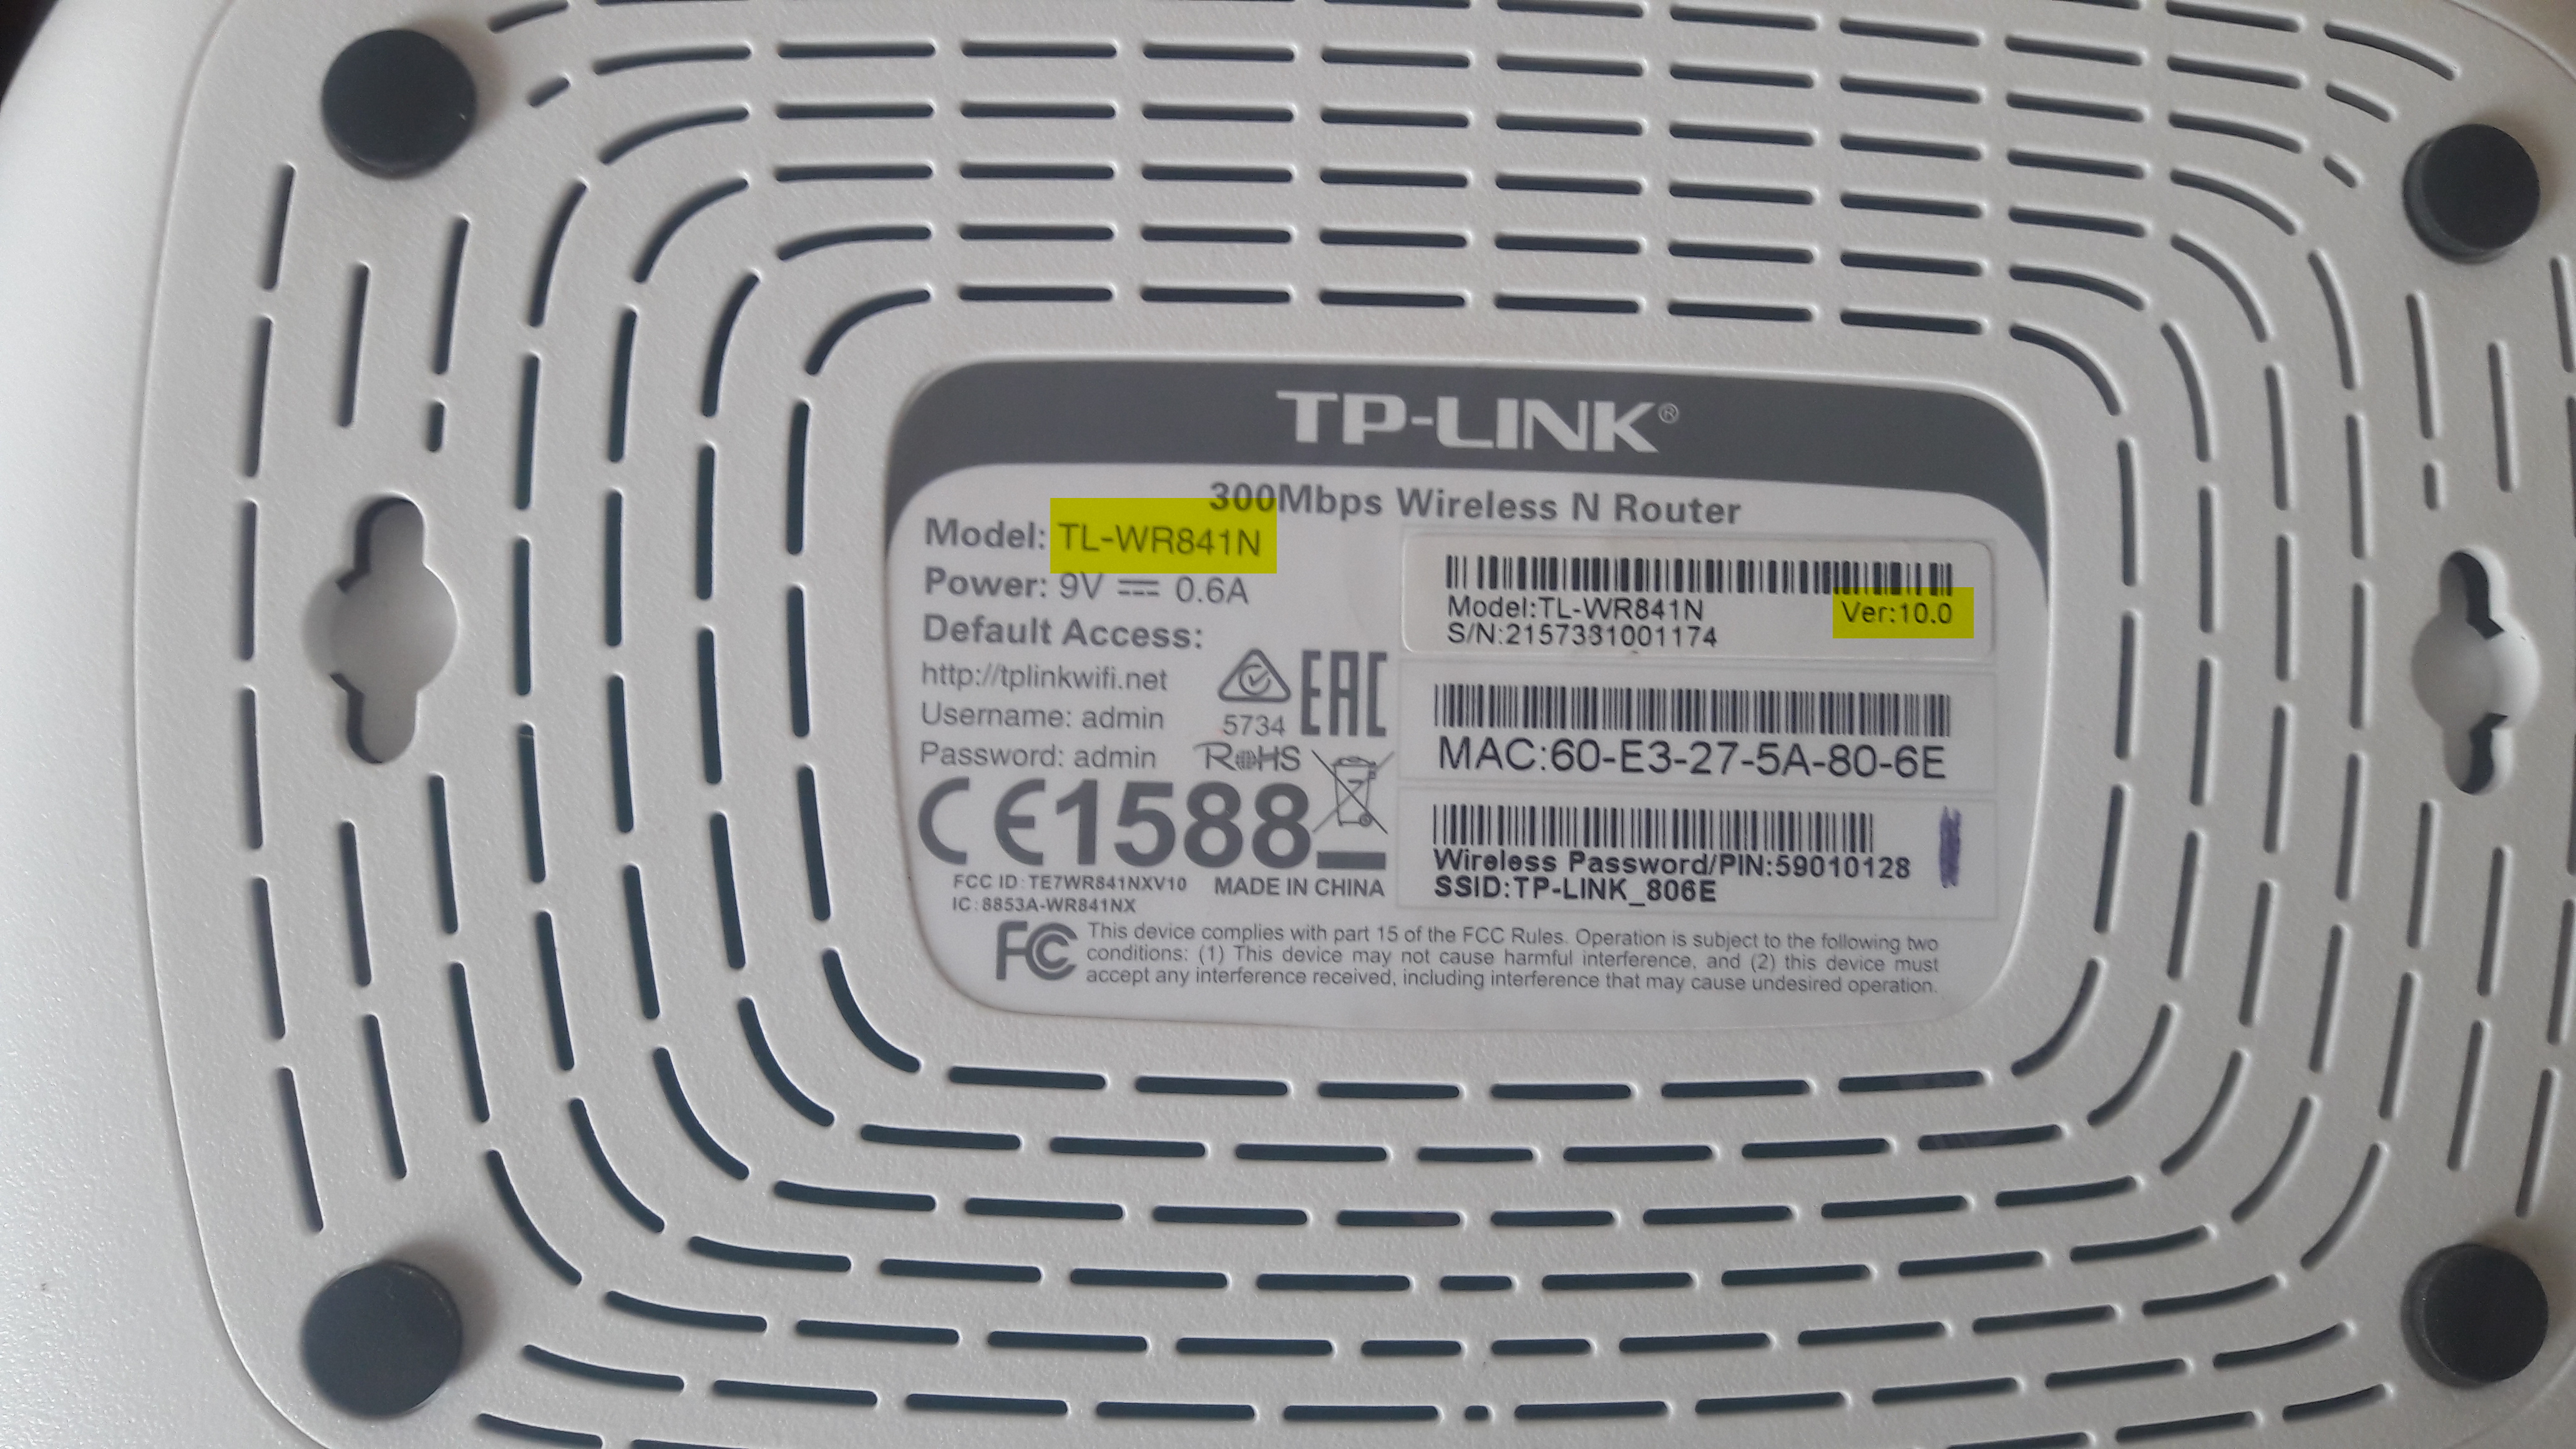 TP-LINK®
300Mbps Wireless N Router
Model: TL-WR841N
Power: 9V ⎓ 0.6A
Default Access:
http://tplinkwifi.net
Username: admin
Password: admin
5734
EAC
RoHS
CE1588
FCC ID: TE7WR841NXV10
IC: 8853A-WR841NX
MADE IN CHINA
Model:TL-WR841N Ver:10.0
S/N:2157331001174
MAC:60-E3-27-5A-80-6E
Wireless Password/PIN:59010128
SSID:TP-LINK_806E
FC This device complies with part 15 of the FCC Rules. Operation is subject to the following two
conditions: (1) This device may not cause harmful interference, and (2) this device must
accept any interference received, including interference that may cause undesired operation.